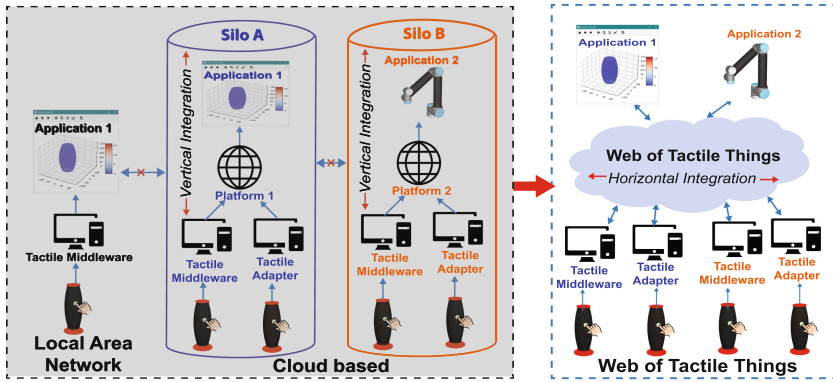 Silo A
Application 1
Vertical Integration
Platform 1
Tactile
Middleware
Tactile
Adapter
Silo B
Application 2
Vertical Integration
Platform 2
Tactile
Middleware
Tactile
Adapter
Application 1
Tactile Middleware
Local Area
Network
Cloud based
Application 1
Application 2
Web of Tactile Things
Horizontal Integration
Tactile
Middleware
Tactile
Adapter
Tactile
Middleware
Tactile
Adapter
Web of Tactile Things